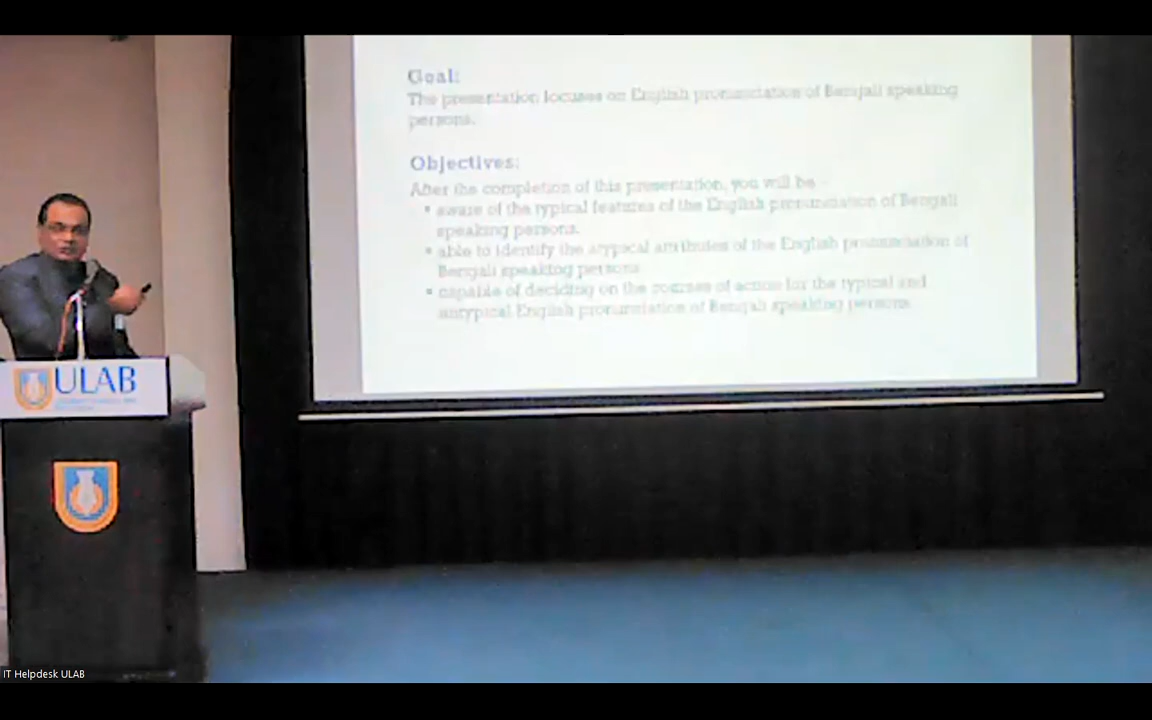 Goal:
The presentation focuses on English pronunciation of Bengali speaking
persons.
Objectives:
After the completion of this presentation, you will be -
• aware of the typical features of the English pronunciation of Bengali
speaking persons.
• able to identify the atypical attributes of the English pronunciation of
Bengali speaking persons.
• capable of deciding on the courses of action for the typical and
untypical English pronunciation of Bengali speaking persons.
ULAB
IT Helpdesk ULAB